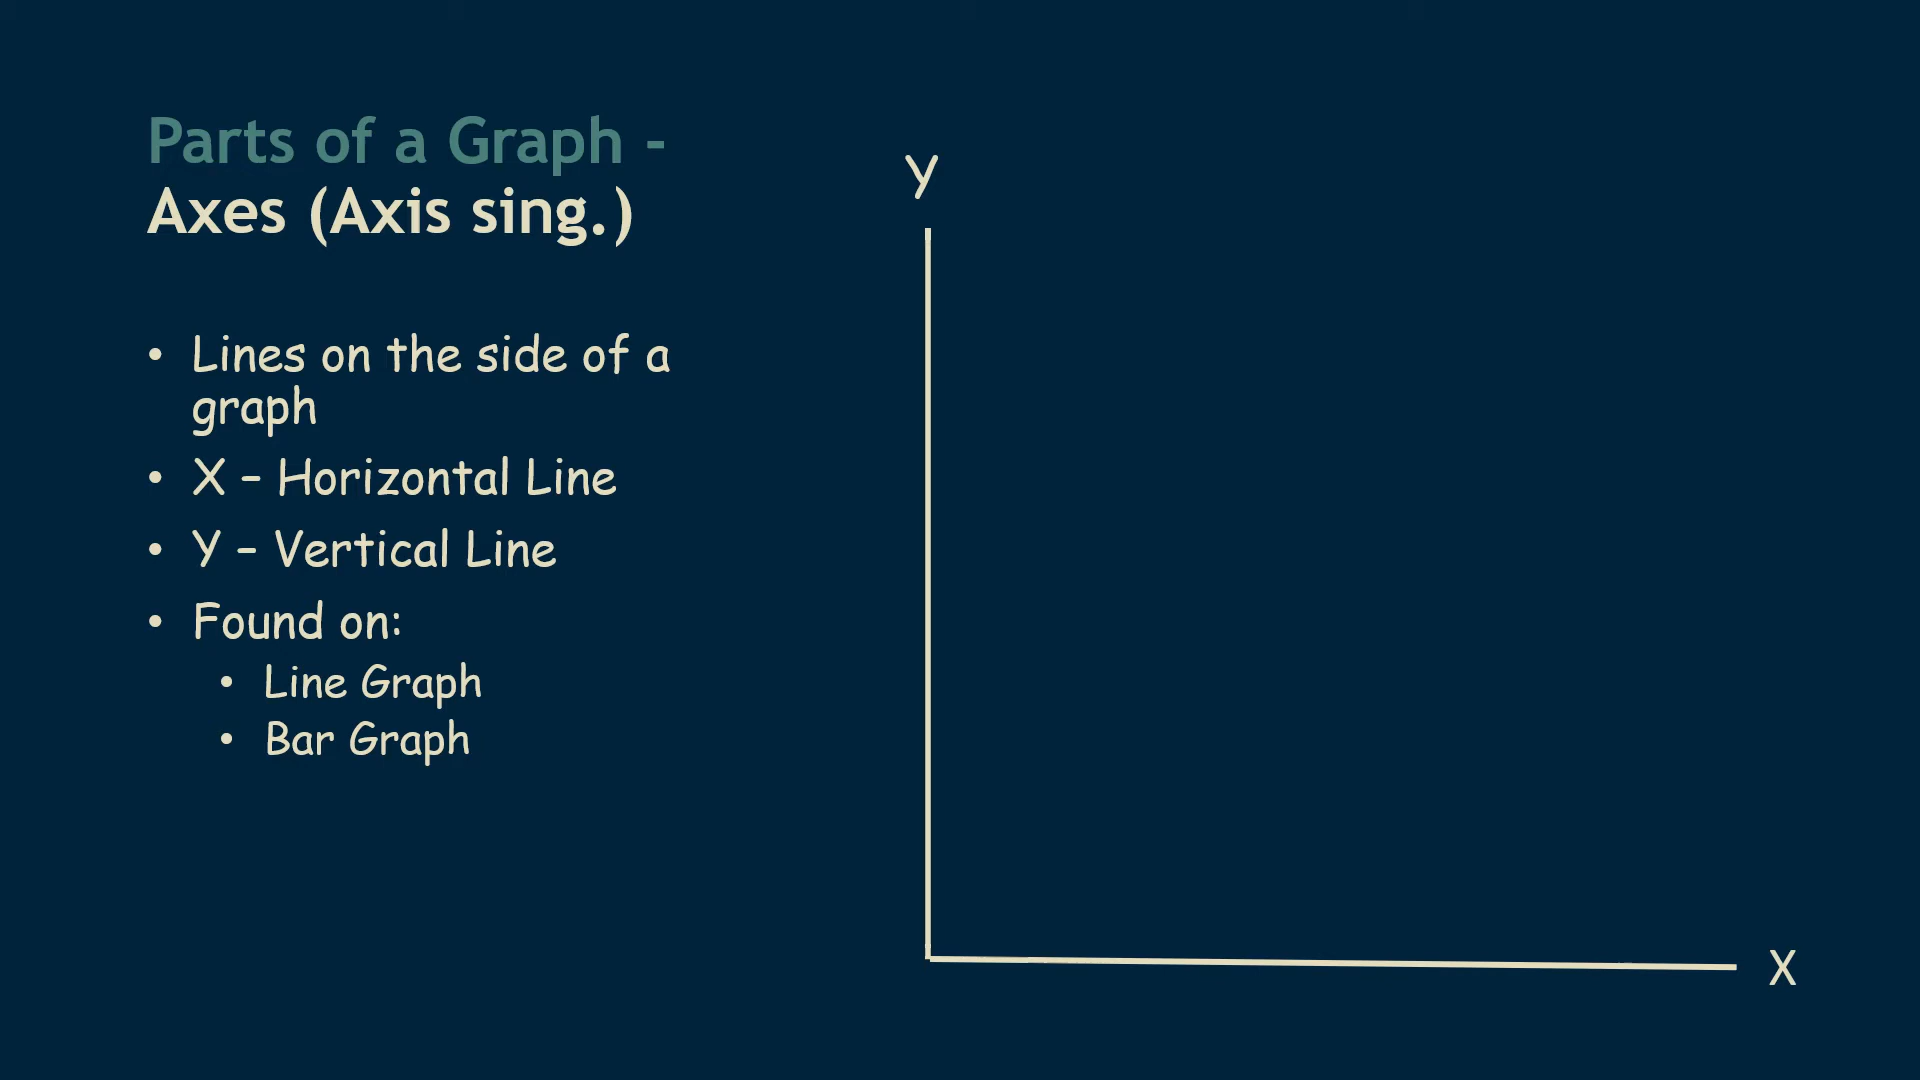 Parts of a Graph -
Axes (Axis sing.)
• Lines on the side of a
graph
• X – Horizontal Line
• Y – Vertical Line
• Found on:
• Line Graph
• Bar Graph
Y
X